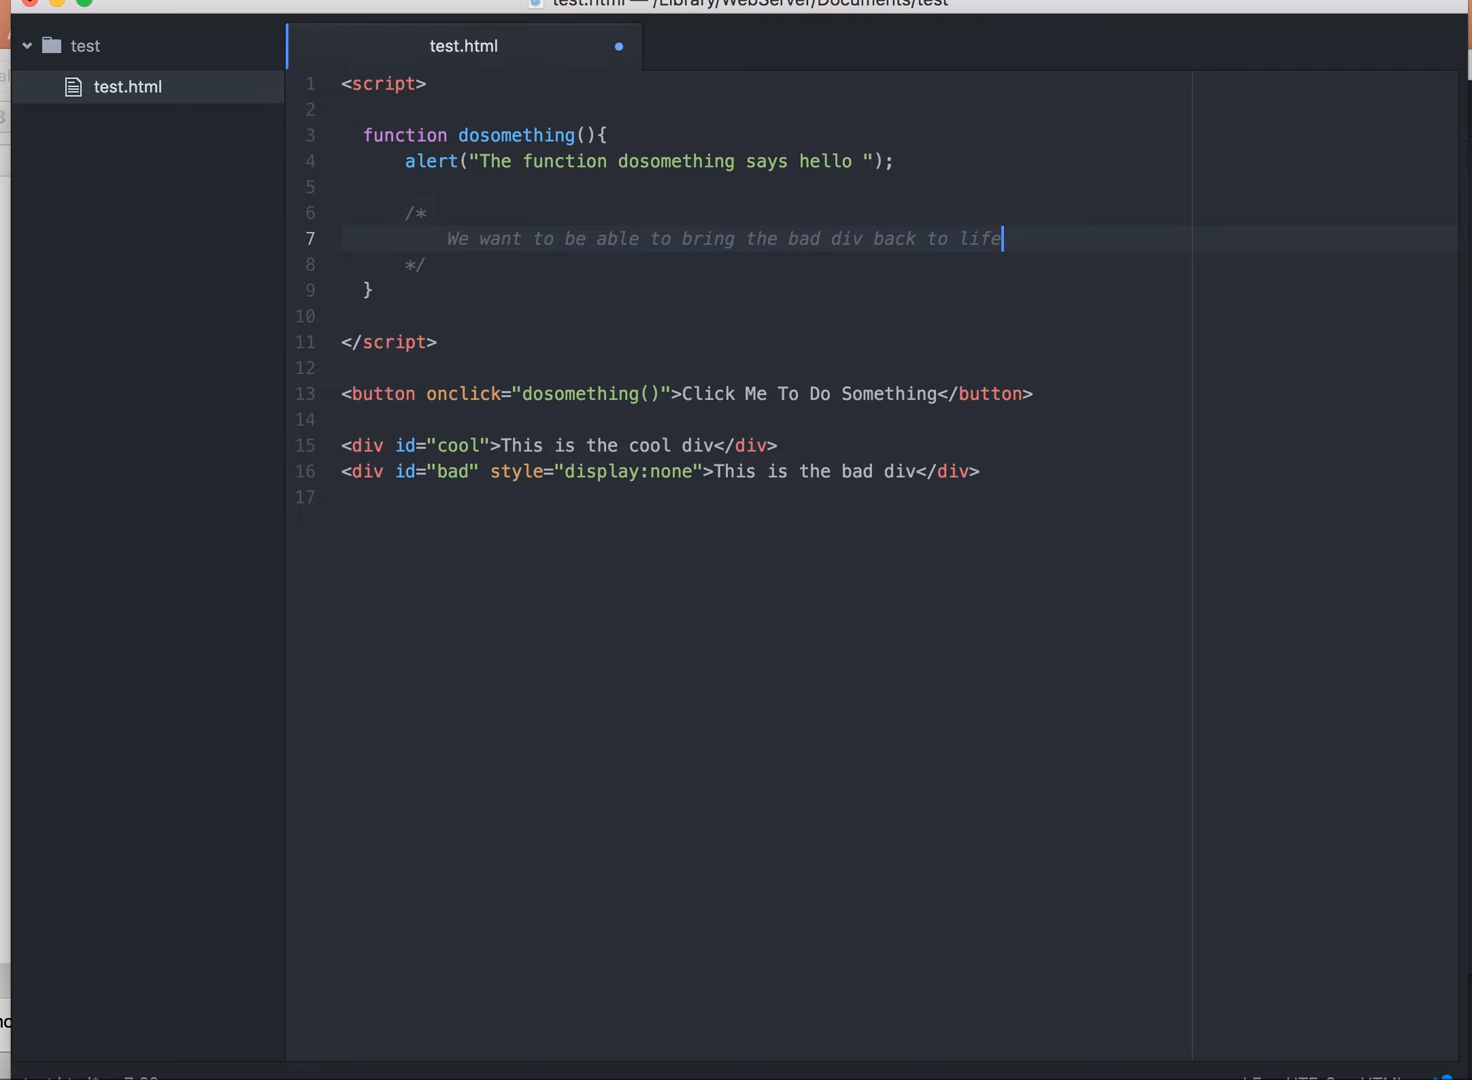 test.html — /Library/WebServer/Documents/test
test
test.html
test.html
1 <script>
2
3 function dosomething(){
4 alert("The function dosomething says hello ");
5
6 /*
7 We want to be able to bring the bad div back to life
8 */
9 }
10
11 </script>
12
13 <button onclick="dosomething()">Click Me To Do Something</button>
14
15 <div id="cool">This is the cool div</div>
16 <div id="bad" style="display:none">This is the bad div</div>
17